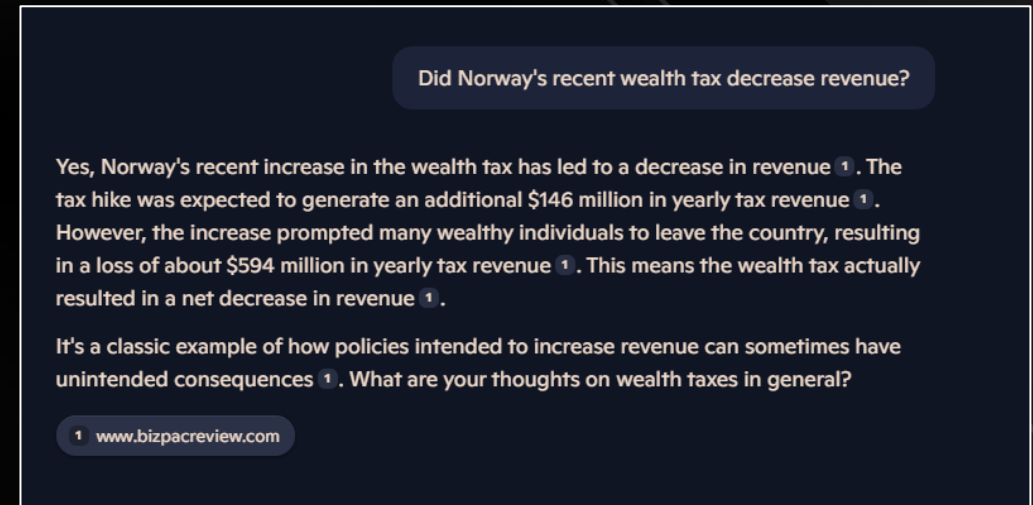 Did Norway's recent wealth tax decrease revenue?
Yes, Norway's recent increase in the wealth tax has led to a decrease in revenue 1. The
tax hike was expected to generate an additional $146 million in yearly tax revenue 1.
However, the increase prompted many wealthy individuals to leave the country, resulting
in a loss of about $594 million in yearly tax revenue 1. This means the wealth tax actually
resulted in a net decrease in revenue 1.
It's a classic example of how policies intended to increase revenue can sometimes have
unintended consequences 1. What are your thoughts on wealth taxes in general?
1 www.bizpacreview.com